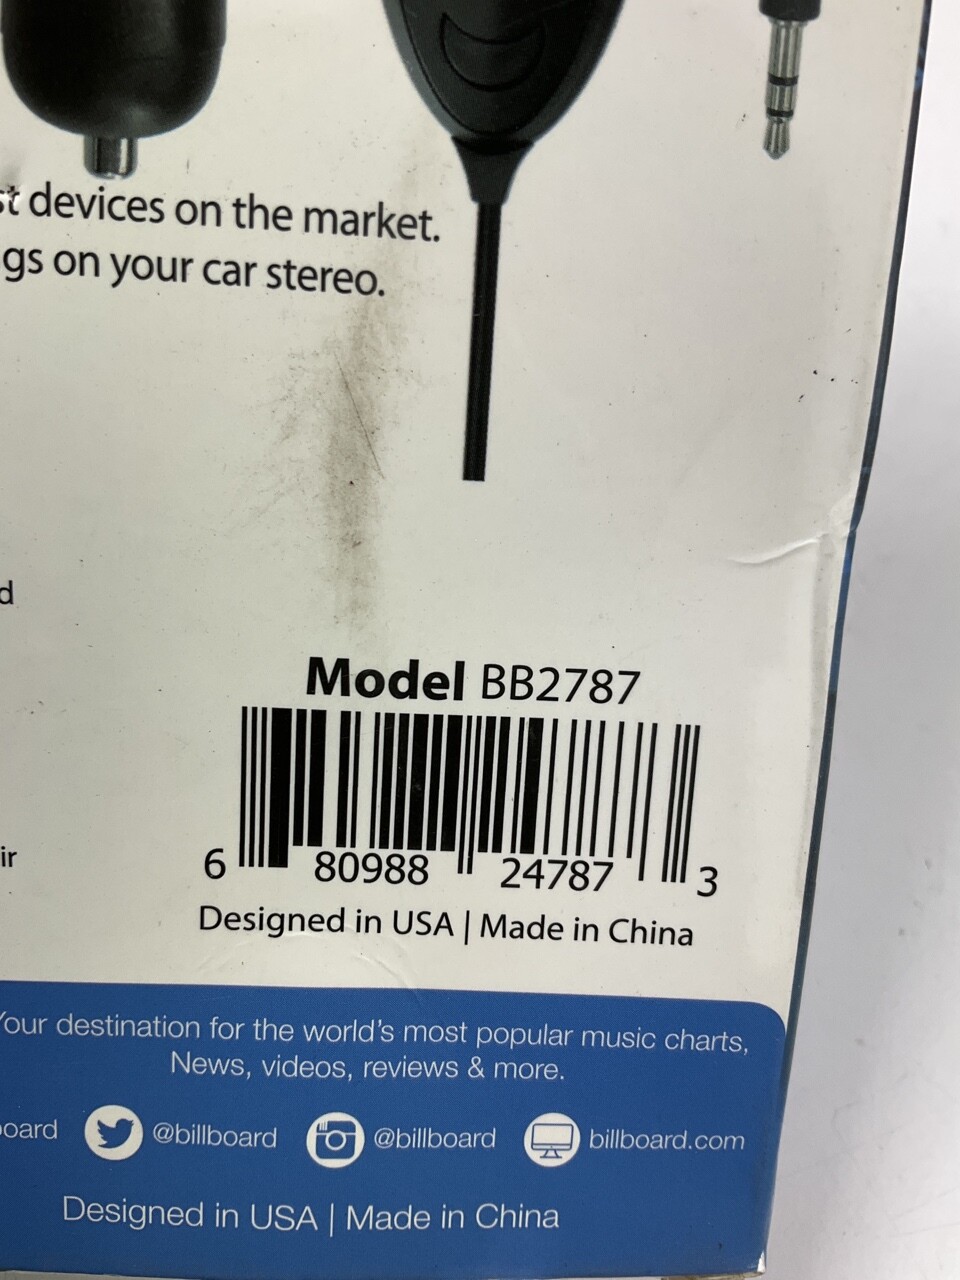 devices on the market.
gs on your car stereo.
d
Model BB2787
ir
6 80988 24787 3
Designed in USA | Made in China
Your destination for the world's most popular music charts,
News, videos, reviews & more.
oard @billboard @billboard billboard.com
Designed in USA | Made in China